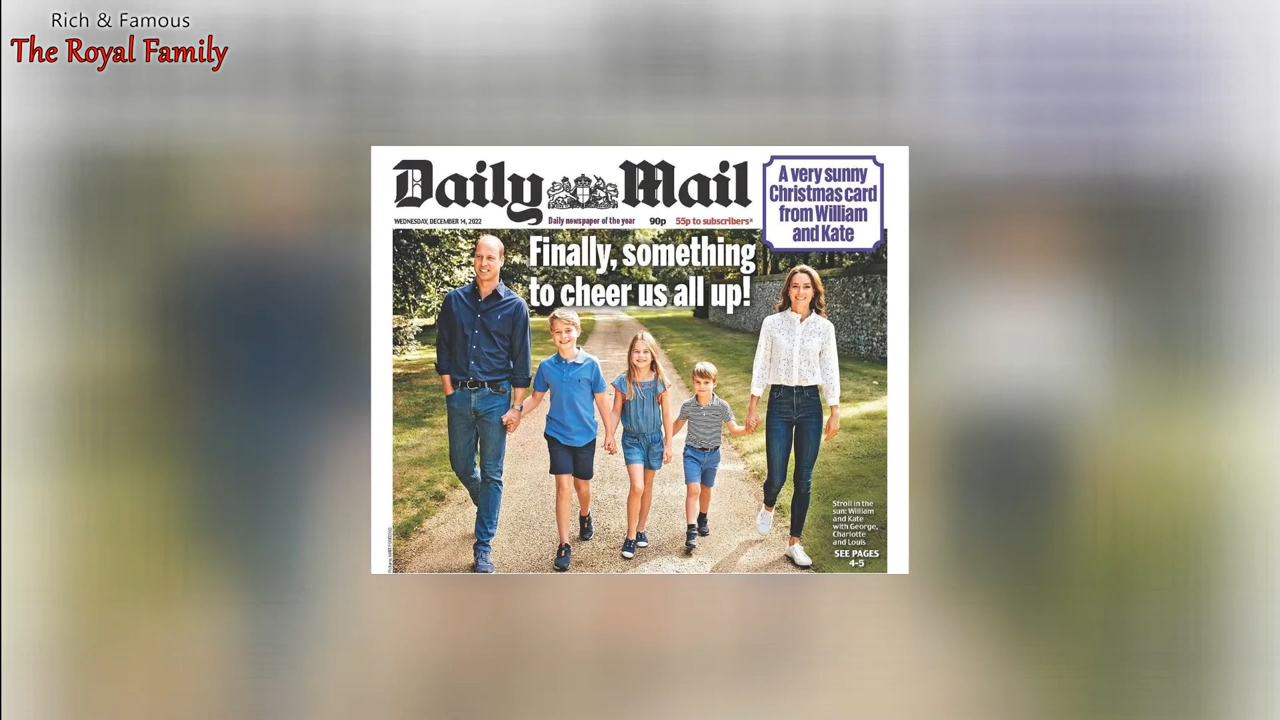 Rich & Famous
The Royal Family
Daily Mail
WEDNESDAY, DECEMBER 14, 2022
Daily newspaper of the year
90p
55p to subscribers*
A very sunny
Christmas card
from William
and Kate
Finally, something
to cheer us all up!
Stroll in the
sun: William
and Kate
with George,
Charlotte
and Louis
SEE PAGES
4-5